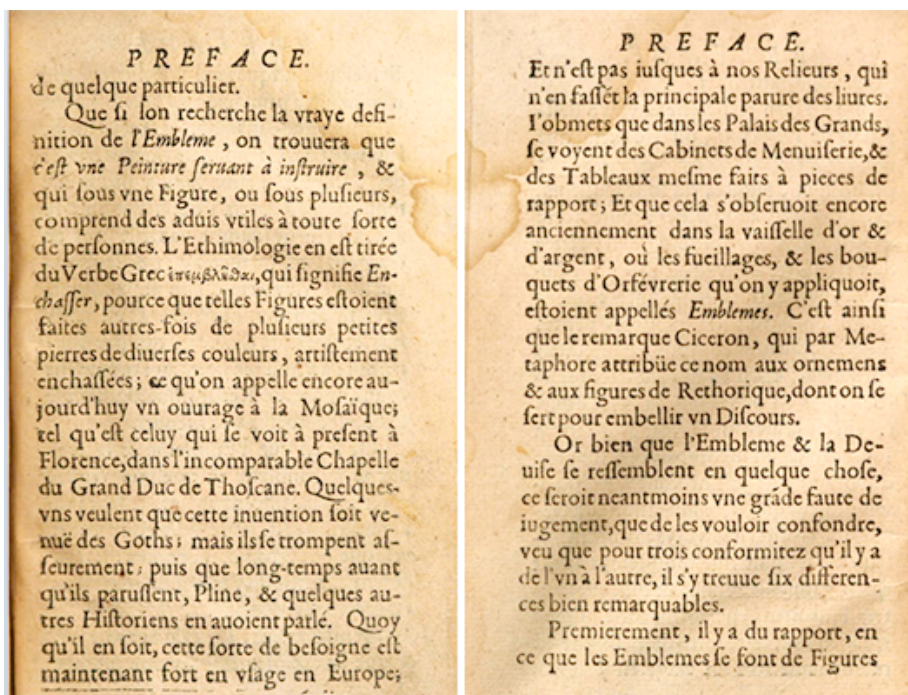 PREFACE.
de quelque particulier.
Que si lon recherche la vraye defi-
nition de l'Embleme, on trouuera que
c'est vne Peinture seruant à instruire, &
qui sous vne Figure, ou sous plusieurs,
comprend des aduis vtiles à toute sorte
de personnes. L'Ethimologie en est tirée
du Verbe Grec qui signifie En-
chasser, pource que telles Figures estoient
faites autres-fois de plusieurs petites
pierres de diuerses couleurs, artistement
enchassées; ce qu'on appelle encore au-
jourd'huy vn ouurage à la Mosaïque;
tel qu'est celuy qui se voit à present à
Florence, dans l'incomparable Chapelle
du Grand Duc de Thoscane. Quelques-
vns veulent que cette inuention soit ve-
nuë des Goths; mais ils se trompent as-
seurement; puis que long-temps auant
qu'ils parussent, Pline, & quelques au-
tres Historiens en auoient parlé. Quoy
qu'il en soit, cette sorte de besoigne est
maintenant fort en vsage en Europe;
PREFACE.
Et n'est pas iusques à nos Relieurs, qui
n'en fassẽt la principale parure des liures.
I'obmets que dans les Palais des Grands,
se voyent des Cabinets de Menuiserie, &
des Tableaux mesme faits à pieces de
rapport; Et que cela s'obseruoit encore
anciennement dans la vaisselle d'or &
d'argent, où les fueillages, & les bou-
quets d'Orfévrerie qu'on y appliquoit,
estoient appellés Emblemes. C'est ainsi
que le remarque Ciceron, qui par Me-
taphore attribüe ce nom aux ornemens
& aux figures de Rethorique, dont on se
sert pour embellir vn Discours.
Or bien que l'Embleme & la De-
uise se ressemblent en quelque chose,
ce seroit neantmoins vne grãde faute de
iugement, que de les vouloir confondre,
veu que pour trois conformitez qu'il y a
de l'vn à l'autre, il s'y treuue six differen-
ces bien remarquables.
Premierement, il y a du rapport, en
ce que les Emblemes se font de Figures